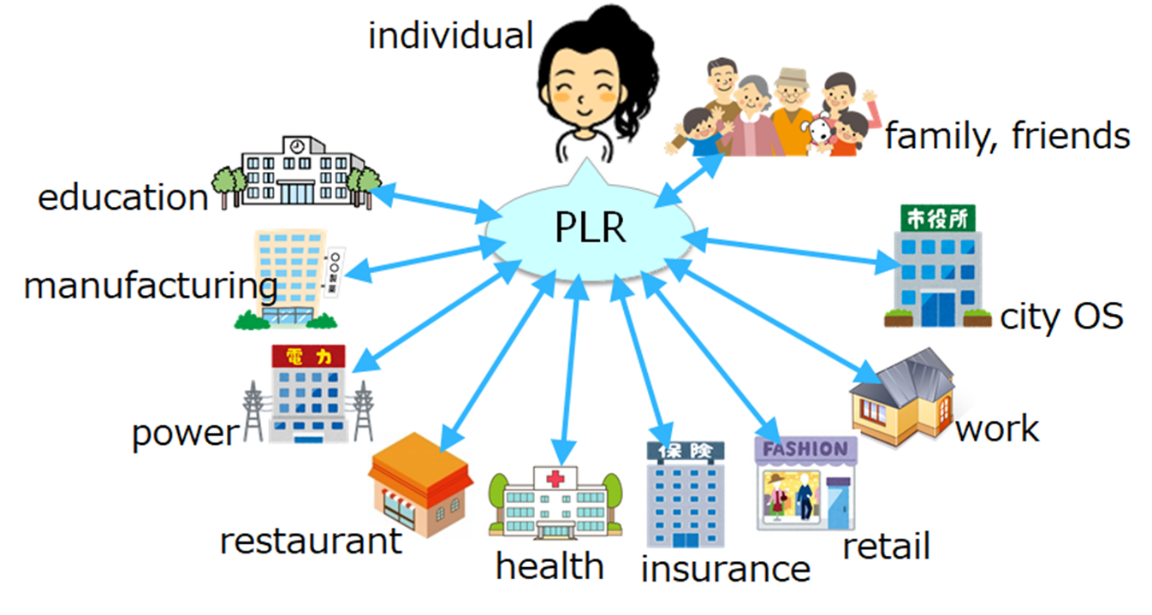 individual
family, friends
education
PLR
市役所
manufacturing
city OS
電力
power
work
restaurant
health
保険
insurance
FASHION
retail